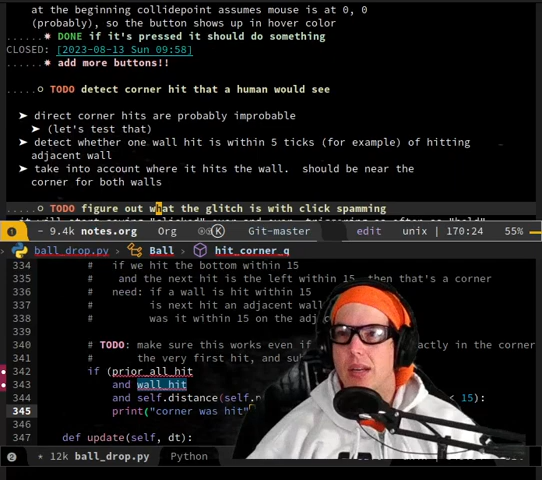 at the beginning collidepoint assumes mouse is at 0, 0
(probably), so the button shows up in hover color
......* DONE if it's pressed it should do something
CLOSED: [2023-08-13 Sun 09:58]
......* add more buttons!!
.....o TODO detect corner hit that a human would see
➤ direct corner hits are probably improbable
➤ (let's test that)
➤ detect whether one wall hit is within 5 ticks (for example) of hitting
adjacent wall
➤ take into account where it hits the wall.  should be near the
corner for both walls
.....o TODO figure out what the glitch is with click spamming
1 - 9.4k notes.org Org Git-master edit unix | 170:24 55%
ball_drop.py > Ball > hit_corner_q
334 #   if we hit the bottom within 15
335 #    and the next hit is the left within 15  then that's a corner
336 #   need: if a wall is hit within 15
337 #         is next hit an adjacent wall
338 #         was it within 15 on the adj
339
340 # TODO: make sure this works even if exactly in the corner
341 #       the very first hit, and
342 if (prior_all_hit
343 and wall_hit
344 and self.distance(self. < 15):
345 print("corner was hit"
346
347 def update(self, dt):
2 * 12k ball_drop.py Python